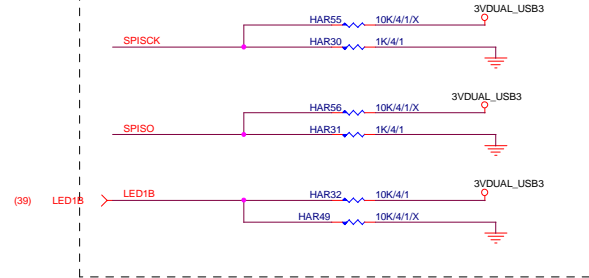 3VDUAL_USB3
HAR55 10K/4/1/X
SPISCK
HAR30 1K/4/1
3VDUAL_USB3
HAR56 10K/4/1/X
SPISO
HAR31 1K/4/1
3VDUAL_USB3
(39) LED1B LED1B HAR32 10K/4/1
HAR49 10K/4/1/X